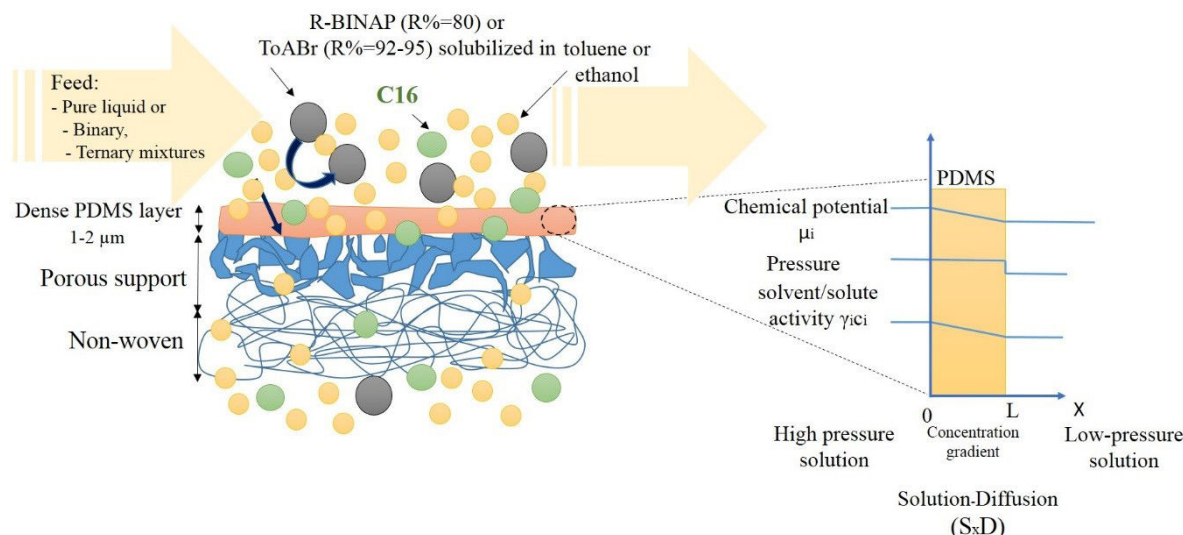 R-BINAP (R%=80) or
ToABr (R%=92-95) solubilized in toluene or
ethanol
Feed:
- Pure liquid or
- Binary,
- Ternary mixtures
C16
Dense PDMS layer
1-2 µm
Porous support
Non-woven
PDMS
Chemical potential
µi
Pressure
solvent/solute
activity γici
0
L
X
High pressure
solution
Concentration
gradient
Low-pressure
solution
Solution-Diffusion
(SxD)